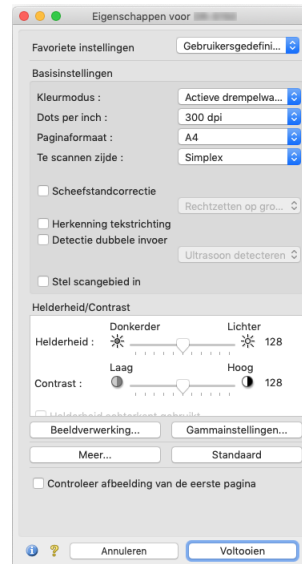 Eigenschappen voor
Favoriete instellingen Gebruikersgedefini...
Basisinstellingen
Kleurmodus : Actieve drempelwa...
Dots per inch : 300 dpi
Paginaformaat : A4
Te scannen zijde : Simplex
Scheefstandcorrectie
Rechtzetten op gro...
Herkenning tekstrichting
Detectie dubbele invoer
Ultrasoon detecteren
Stel scangebied in
Helderheid/Contrast
Donkerder Lichter
Helderheid : 128
Laag Hoog
Contrast : 128
Beeldverwerking... Gammainstellingen...
Meer... Standaard
Controleer afbeelding van de eerste pagina
Annuleren Voltooien